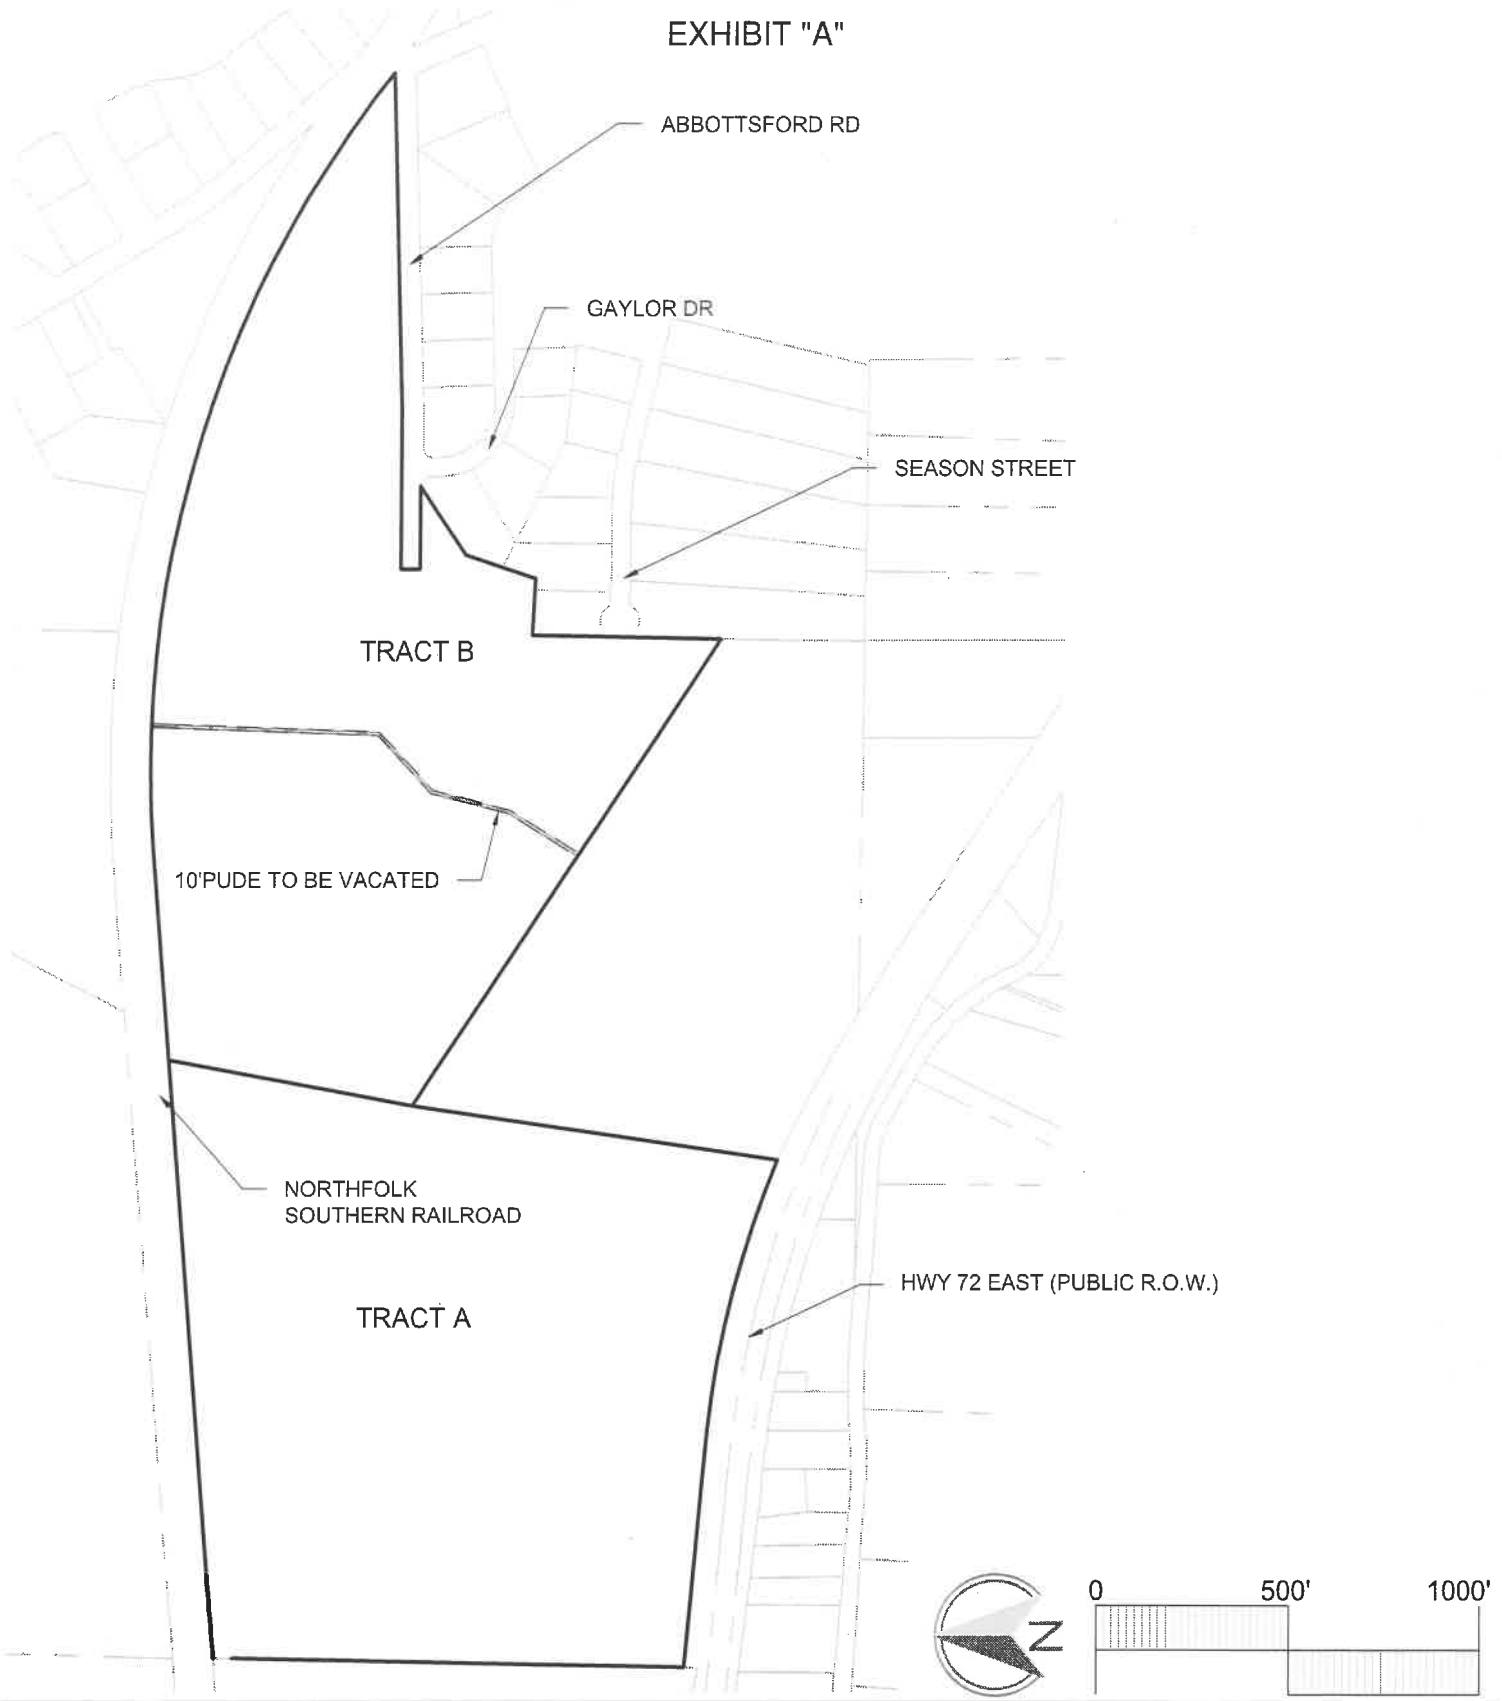 EXHIBIT "A"
ABBOTTSFORD RD
GAYLOR DR
SEASON STREET
TRACT B
10'PUDE TO BE VACATED
NORTHFOLK
SOUTHERN RAILROAD
HWY 72 EAST (PUBLIC R.O.W.)
TRACT A
N
0 500' 1000'